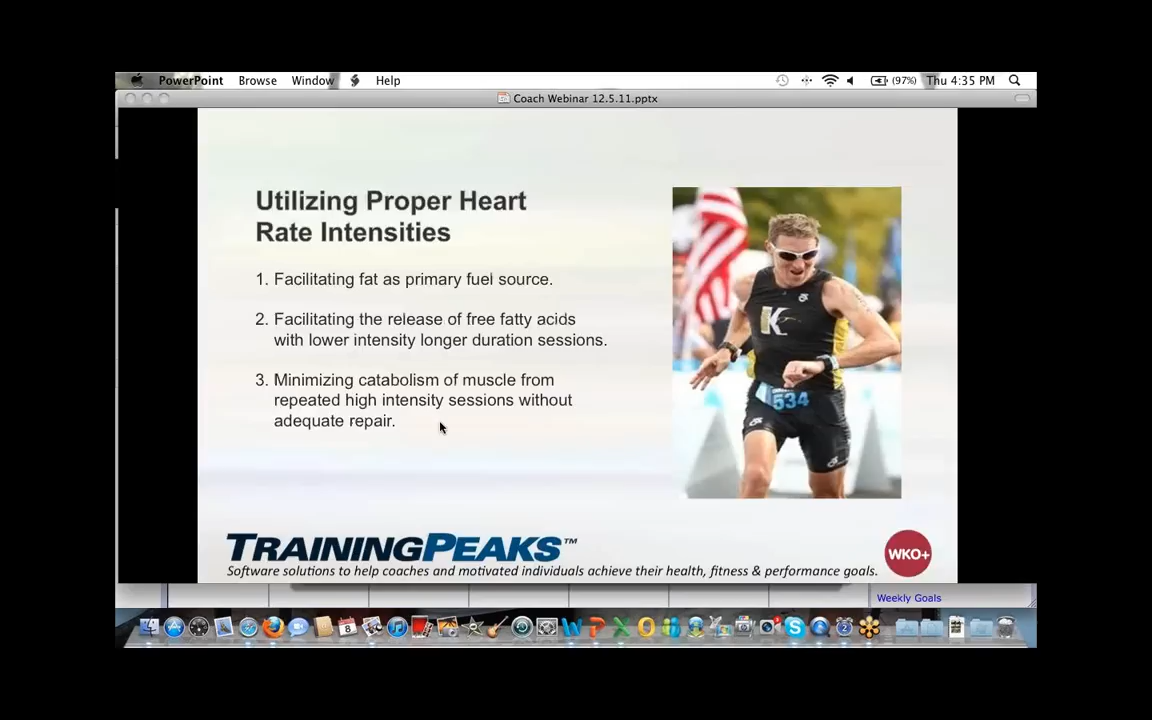 PowerPoint Browse Window Help (97%) Thu 4:35 PM
Coach Webinar 12.5.11.pptx
Utilizing Proper Heart
Rate Intensities
1. Facilitating fat as primary fuel source.
2. Facilitating the release of free fatty acids
with lower intensity longer duration sessions.
3. Minimizing catabolism of muscle from
repeated high intensity sessions without
adequate repair.
K
534
TRAININGPEAKS™
WKO+
Software solutions to help coaches and motivated individuals achieve their health, fitness & performance goals.
Weekly Goals
8
2